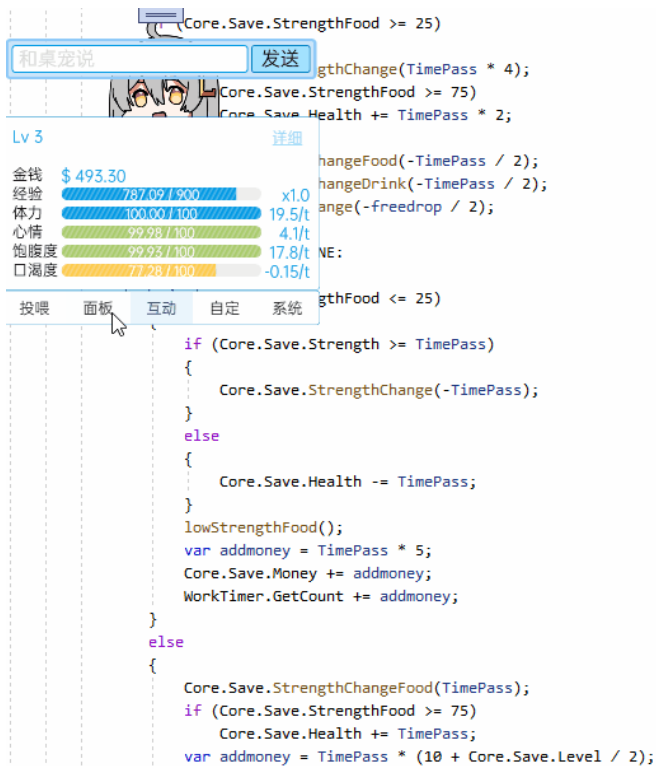 (Core.Save.StrengthFood >= 25)
和桌宠说 发送
gthChange(TimePass * 4);
Core.Save.StrengthFood >= 75)
Core.Save.Health += TimePass * 2;
Lv 3 详细
hangeFood(-TimePass / 2);
金钱 $ 493.30
hangeDrink(-TimePass / 2);
经验 787.09 / 900 x1.0
ange(-freedrop / 2);
体力 100.00 / 100 19.5/t
心情 99.98 / 100 4.1/t
饱腹度 99.93 / 100 17.8/t
NE:
口渴度 77.28 / 100 -0.15/t
gthFood <= 25)
投喂 面板 互动 自定 系统
{
if (Core.Save.Strength >= TimePass)
{
Core.Save.StrengthChange(-TimePass);
}
else
{
Core.Save.Health -= TimePass;
}
lowStrengthFood();
var addmoney = TimePass * 5;
Core.Save.Money += addmoney;
WorkTimer.GetCount += addmoney;
}
else
{
Core.Save.StrengthChangeFood(TimePass);
if (Core.Save.StrengthFood >= 75)
Core.Save.Health += TimePass;
var addmoney = TimePass * (10 + Core.Save.Level / 2);